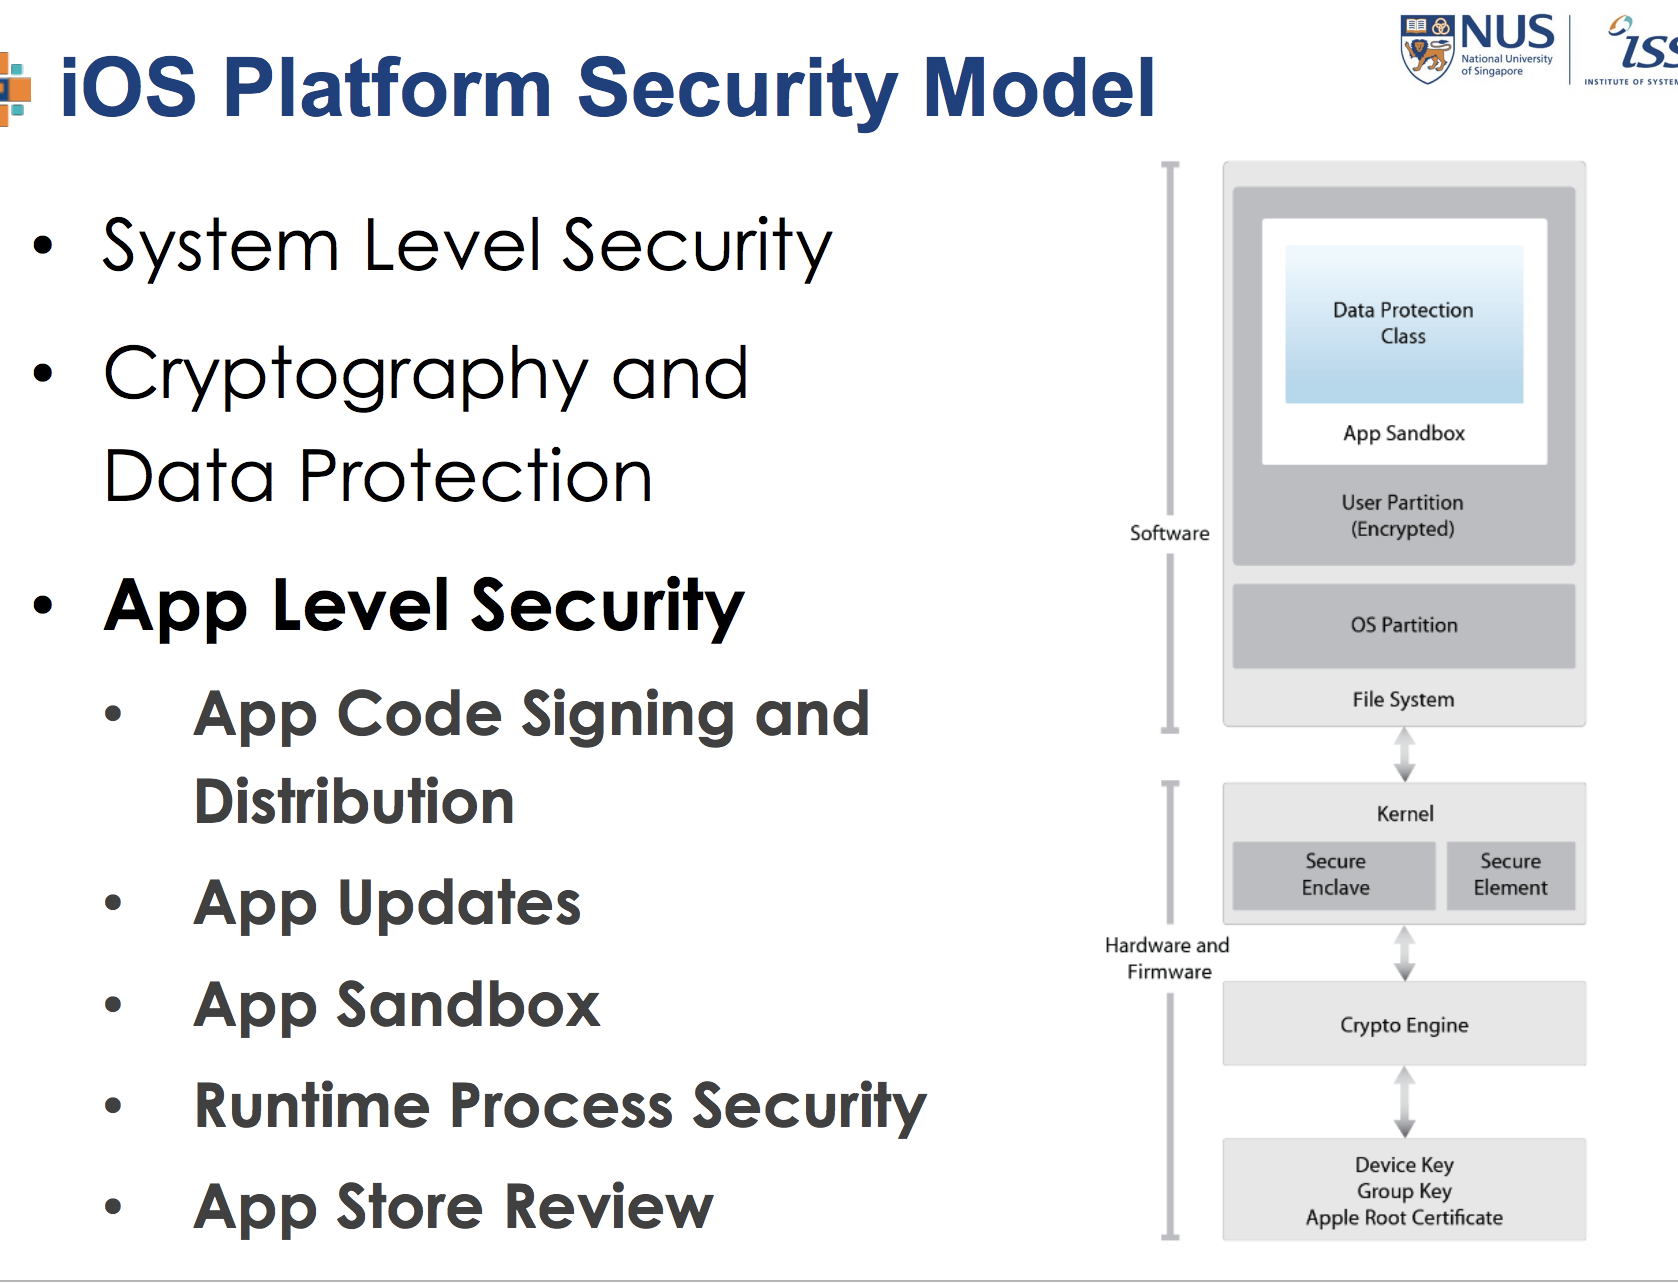 iOS Platform Security Model
NUS
National University
of Singapore
INSTITUTE OF
• System Level Security
• Cryptography and
Data Protection
• App Level Security
• App Code Signing and
Distribution
• App Updates
• App Sandbox
• Runtime Process Security
• App Store Review
Data Protection
Class
App Sandbox
User Partition
(Encrypted)
Software
OS Partition
File System
Kernel
Secure
Enclave
Secure
Element
Hardware and
Firmware
Crypto Engine
Device Key
Group Key
Apple Root Certificate